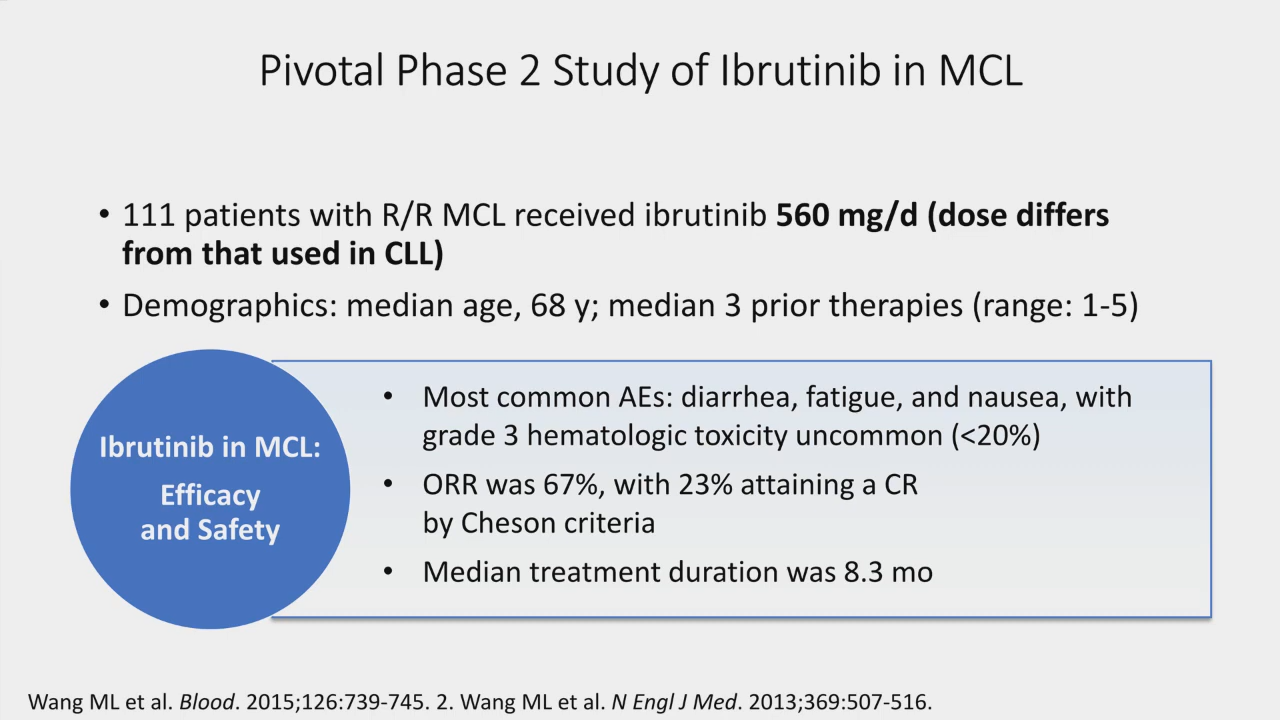 Pivotal Phase 2 Study of Ibrutinib in MCL
• 111 patients with R/R MCL received ibrutinib 560 mg/d (dose differs
from that used in CLL)
• Demographics: median age, 68 y; median 3 prior therapies (range: 1-5)
Ibrutinib in MCL:
Efficacy
and Safety
• Most common AEs: diarrhea, fatigue, and nausea, with
grade 3 hematologic toxicity uncommon (<20%)
• ORR was 67%, with 23% attaining a CR
by Cheson criteria
• Median treatment duration was 8.3 mo
Wang ML et al. Blood. 2015;126:739-745. 2. Wang ML et al. N Engl J Med. 2013;369:507-516.